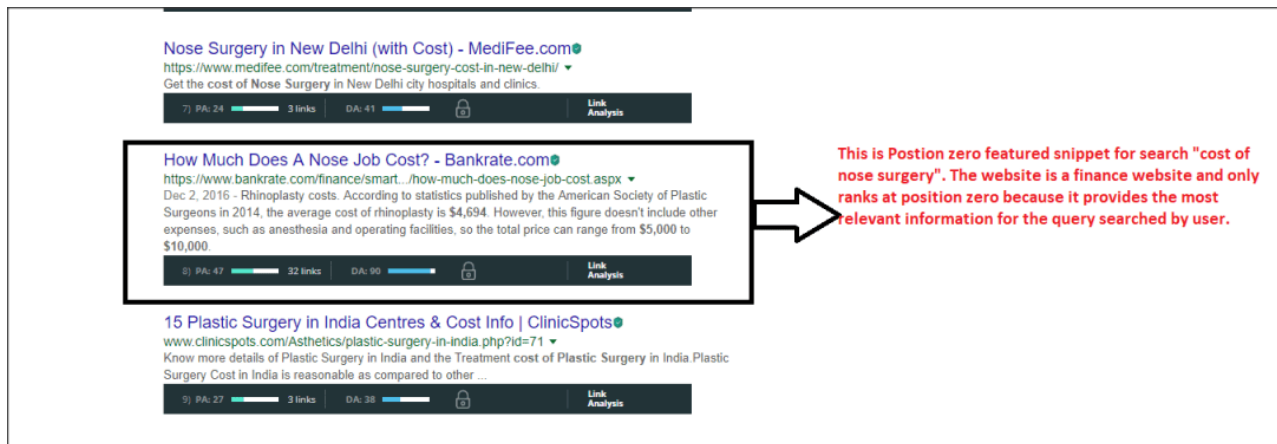 Nose Surgery in New Delhi (with Cost) - MediFee.com
https://www.medifee.com/treatment/nose-surgery-cost-in-new-delhi/
Get the cost of Nose Surgery in New Delhi city hospitals and clinics.
7) PA: 24 3 links DA: 41 Link Analysis
How Much Does A Nose Job Cost? - Bankrate.com
https://www.bankrate.com/finance/smart.../how-much-does-nose-job-cost.aspx
Dec 2, 2016 - Rhinoplasty costs. According to statistics published by the American Society of Plastic
Surgeons in 2014, the average cost of rhinoplasty is $4,694. However, this figure doesn't include other
expenses, such as anesthesia and operating facilities, so the total price can range from $5,000 to
$10,000.
8) PA: 47 32 links DA: 90 Link Analysis
This is Postion zero featured snippet for search "cost of
nose surgery". The website is a finance website and only
ranks at position zero because it provides the most
relevant information for the query searched by user.
15 Plastic Surgery in India Centres & Cost Info | ClinicSpots
www.clinicspots.com/Asthetics/plastic-surgery-in-india.php?id=71
Know more details of Plastic Surgery in India and the Treatment cost of Plastic Surgery in India.Plastic
Surgery Cost in India is reasonable as compared to other ...
9) PA: 27 3 links DA: 38 Link Analysis